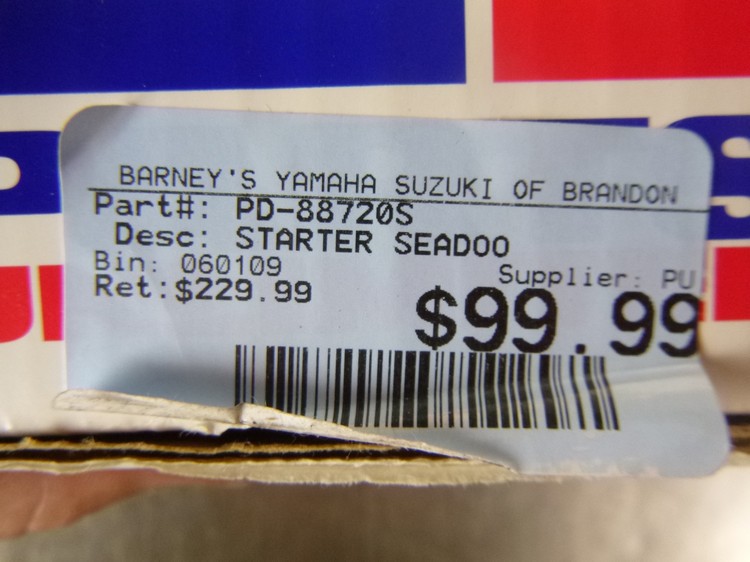 BARNEY'S YAMAHA SUZUKI OF BRANDON
Part#: PD-88720S
Desc: STARTER SEADOO
Bin: 060109 Supplier: PU
Ret:$229.99
$99.99